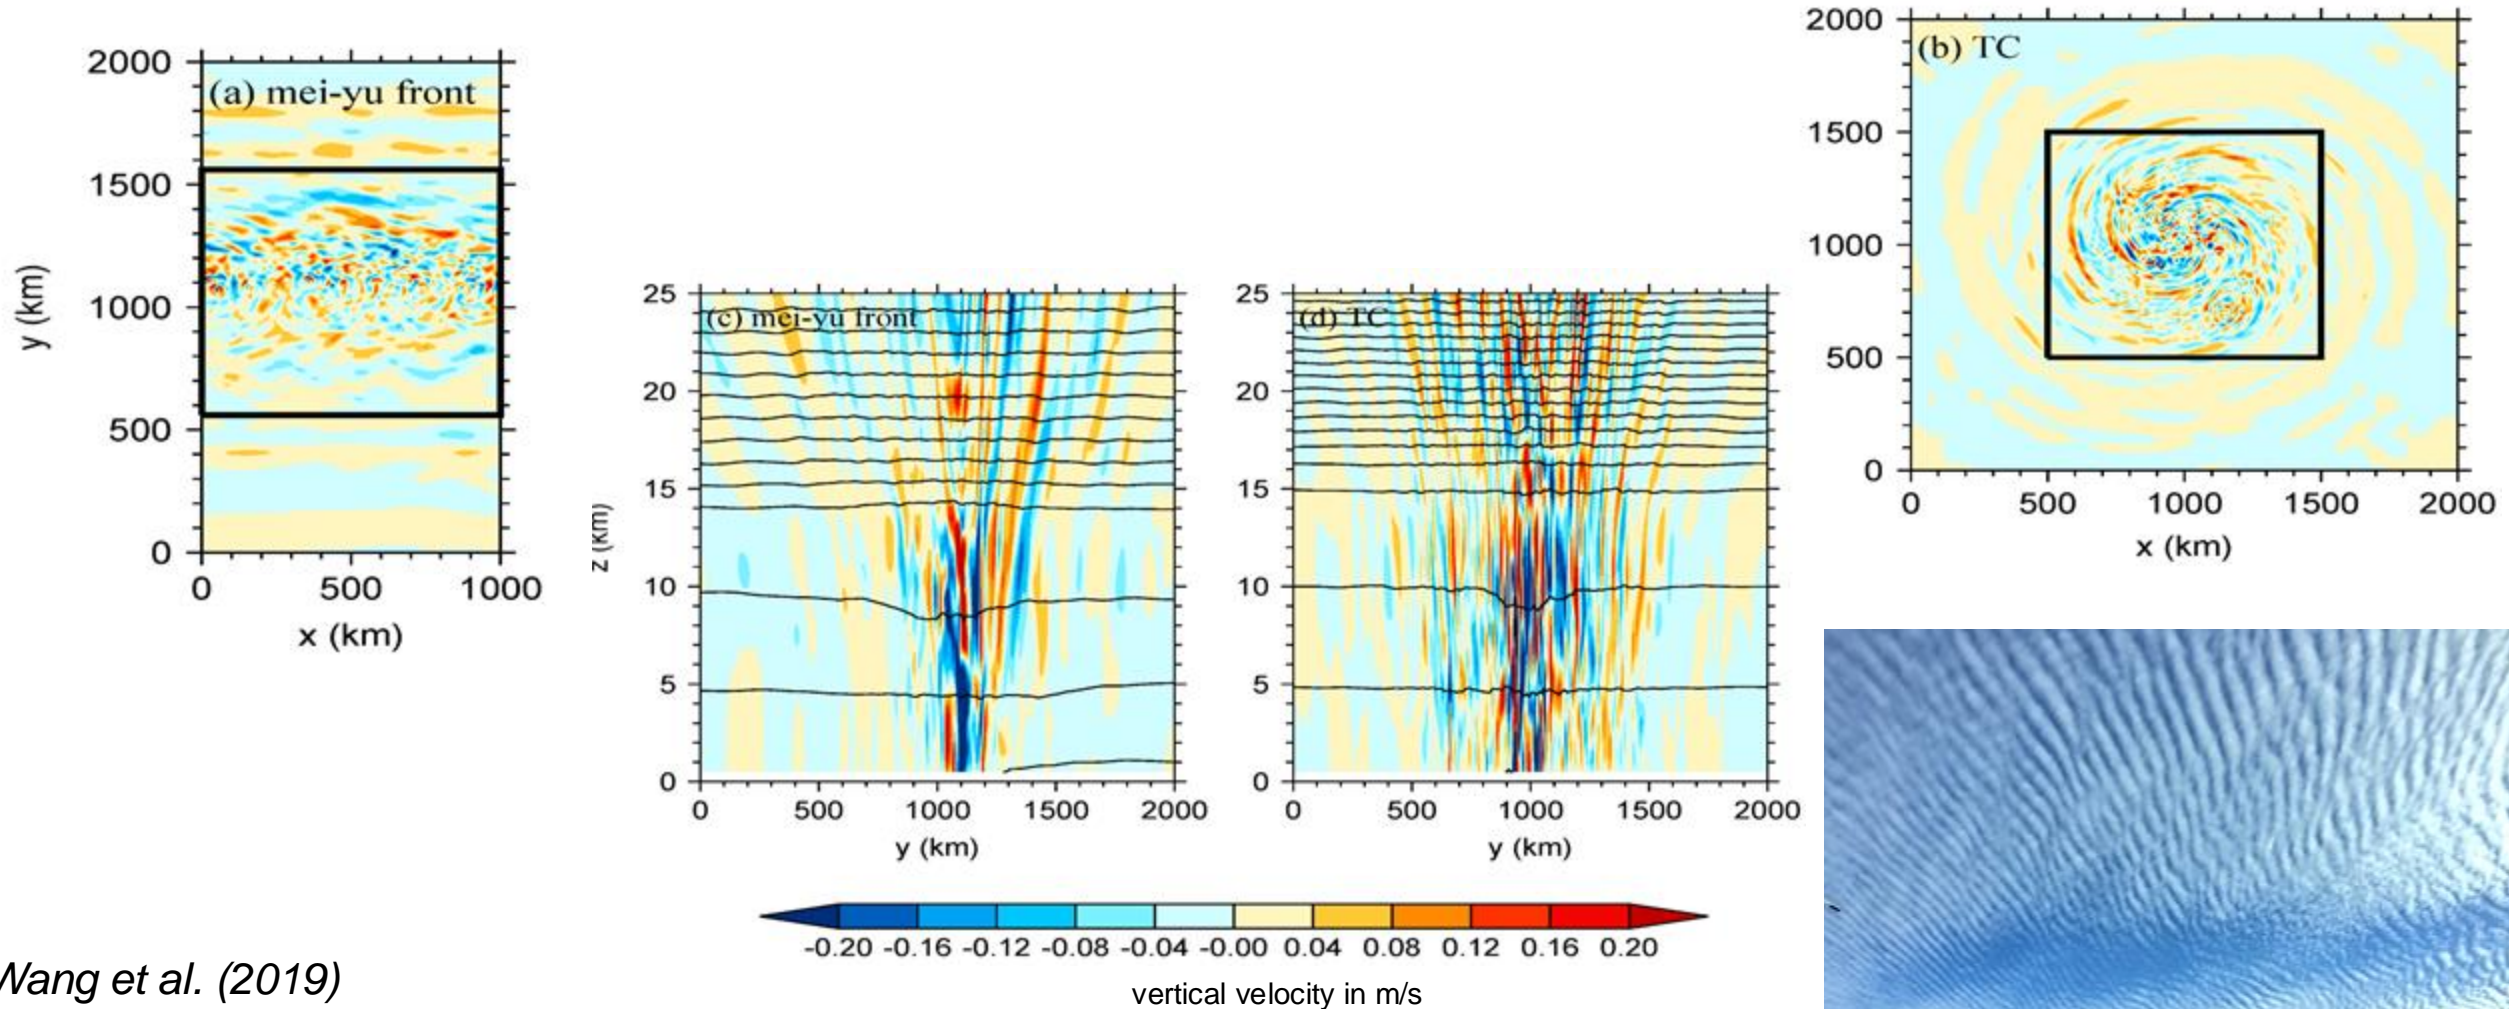 2000
(a) mei-yu front
1500
1000
500
0
y (km)
0 500 1000
x (km)
25
(c) mei-yu front
20
15
10
5
0
z (km)
0 500 1000 1500 2000
y (km)
25
(d) TC
20
15
10
5
0
0 500 1000 1500 2000
y (km)
2000
(b) TC
1500
1000
500
0
0 500 1000 1500 2000
x (km)
-0.20 -0.16 -0.12 -0.08 -0.04 -0.00 0.04 0.08 0.12 0.16 0.20
vertical velocity in m/s
Wang et al. (2019)